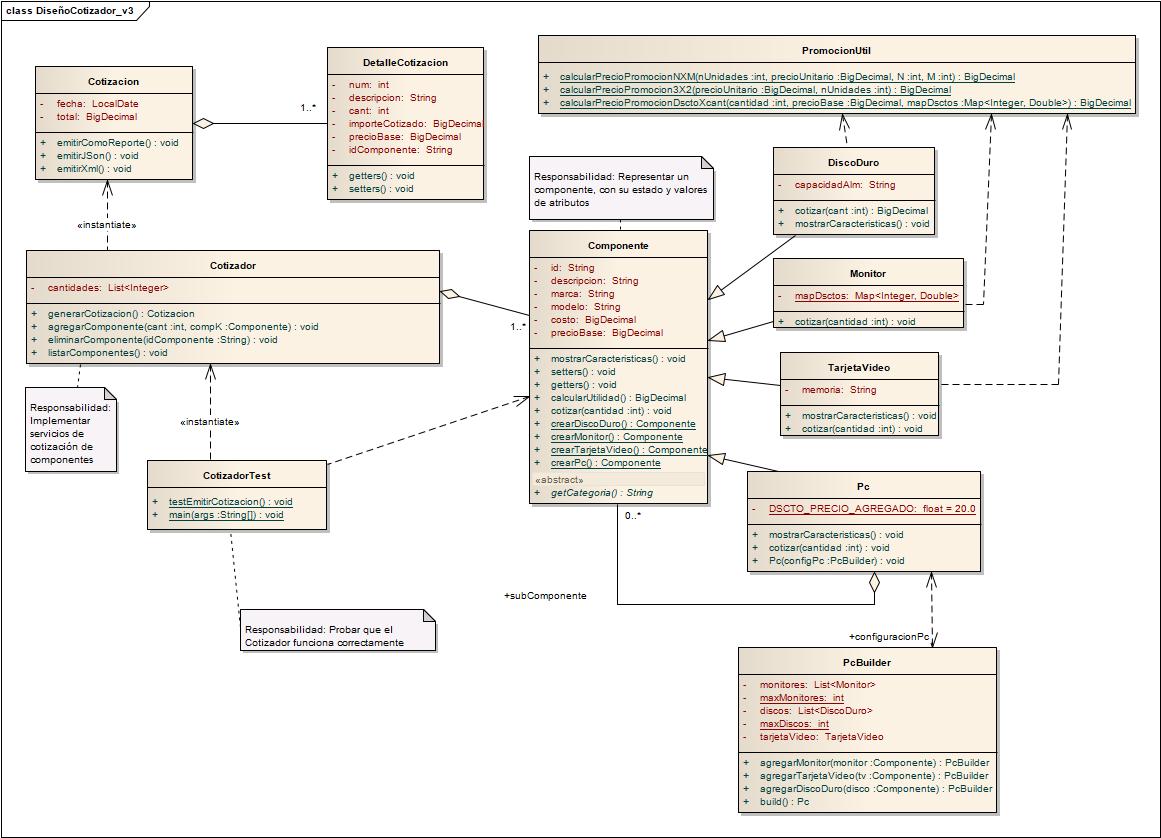 class DiseñoCotizador_v3
Cotizacion
- fecha: LocalDate
- total: BigDecimal
+ emitirComoReporte() : void
+ emitirJSon() : void
+ emitirXml() : void
1..*
DetalleCotizacion
- num: int
- descripcion: String
- cant: int
- importeCotizado: BigDecimal
- precioBase: BigDecimal
- idComponente: String
+ getters() : void
+ setters() : void
PromocionUtil
+ calcularPrecioPromocionNXM(nUnidades :int, precioUnitario :BigDecimal, N :int, M :int) : BigDecimal
+ calcularPrecioPromocion3X2(precioUnitario :BigDecimal, nUnidades :int) : BigDecimal
+ calcularPrecioPromocionDsctoXcant(cantidad :int, precioBase :BigDecimal, mapDsctos :Map<Integer, Double>) : BigDecimal
«instantiate»
Cotizador
- cantidades: List<Integer>
+ generarCotizacion() : Cotizacion
+ agregarComponente(cant :int, compK :Componente) : void
+ eliminarComponente(idComponente :String) : void
+ listarComponentes() : void
1..*
Responsabilidad:
Implementar
servicios de
cotización de
componentes
«instantiate»
CotizadorTest
+ testEmitirCotizacion() : void
+ main(args :String[]) : void
Responsabilidad: Probar que el
Cotizador funciona correctamente
Responsabilidad: Representar un
componente, con su estado y valores
de atributos
Componente
- id: String
- descripcion: String
- marca: String
- modelo: String
- costo: BigDecimal
- precioBase: BigDecimal
+ mostrarCaracteristicas() : void
+ setters() : void
+ getters() : void
+ calcularUtilidad() : BigDecimal
+ cotizar(cantidad :int) : void
+ crearDiscoDuro() : Componente
+ crearMonitor() : Componente
+ crearTarjetaVideo() : Componente
+ crearPc() : Componente
«abstract»
+ getCategoria() : String
0..*
+subComponente
DiscoDuro
- capacidadAlm: String
+ cotizar(cant :int) : BigDecimal
+ mostrarCaracteristicas() : void
Monitor
- mapDsctos: Map<Integer, Double>
+ cotizar(cantidad :int) : void
TarjetaVideo
- memoria: String
+ mostrarCaracteristicas() : void
+ cotizar(cantidad :int) : void
Pc
- DSCTO_PRECIO_AGREGADO: float = 20.0
+ mostrarCaracteristicas() : void
+ cotizar(cantidad :int) : void
+ Pc(configPc :PcBuilder) : void
+configuracionPc
PcBuilder
- monitores: List<Monitor>
- maxMonitores: int
- discos: List<DiscoDuro>
- maxDiscos: int
- tarjetaVideo: TarjetaVideo
+ agregarMonitor(monitor :Componente) : PcBuilder
+ agregarTarjetaVideo(tv :Componente) : PcBuilder
+ agregarDiscoDuro(disco :Componente) : PcBuilder
+ build() : Pc